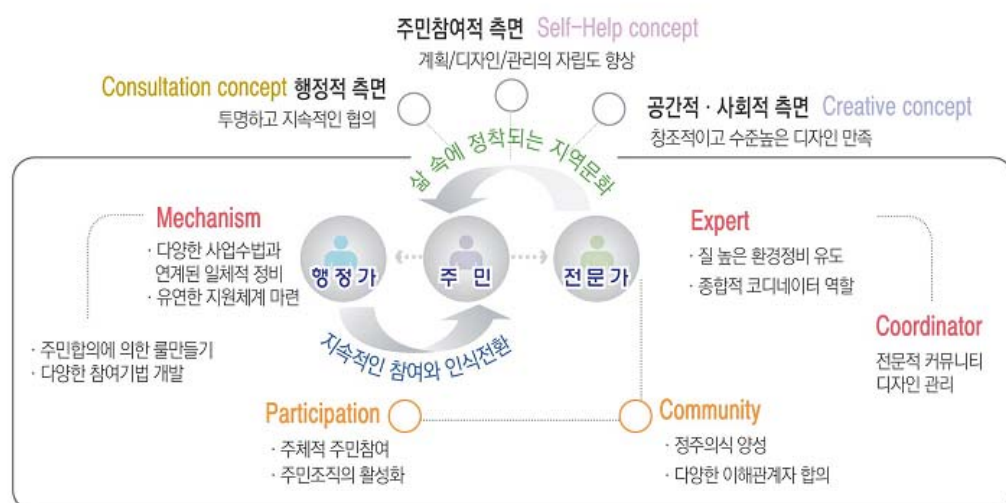 주민참여적 측면 Self-Help concept
계획/디자인/관리의 자립도 향상
Consultation concept 행정적 측면
투명하고 지속적인 협의
공간적·사회적 측면 Creative concept
창조적이고 수준높은 디자인 만족
삶 속에 정착되는 지역문화
Mechanism
· 다양한 사업수법과
연계된 일체적 정비
· 유연한 지원체계 마련
행정가
주민
전문가
Expert
· 질 높은 환경정비 유도
· 종합적 코디네이터 역할
· 주민합의에 의한 룰만들기
· 다양한 참여기법 개발
지속적인 참여와 인식전환
Coordinator
전문적 커뮤니티
디자인 관리
Participation
· 주체적 주민참여
· 주민조직의 활성화
Community
· 정주의식 양성
· 다양한 이해관계자 합의